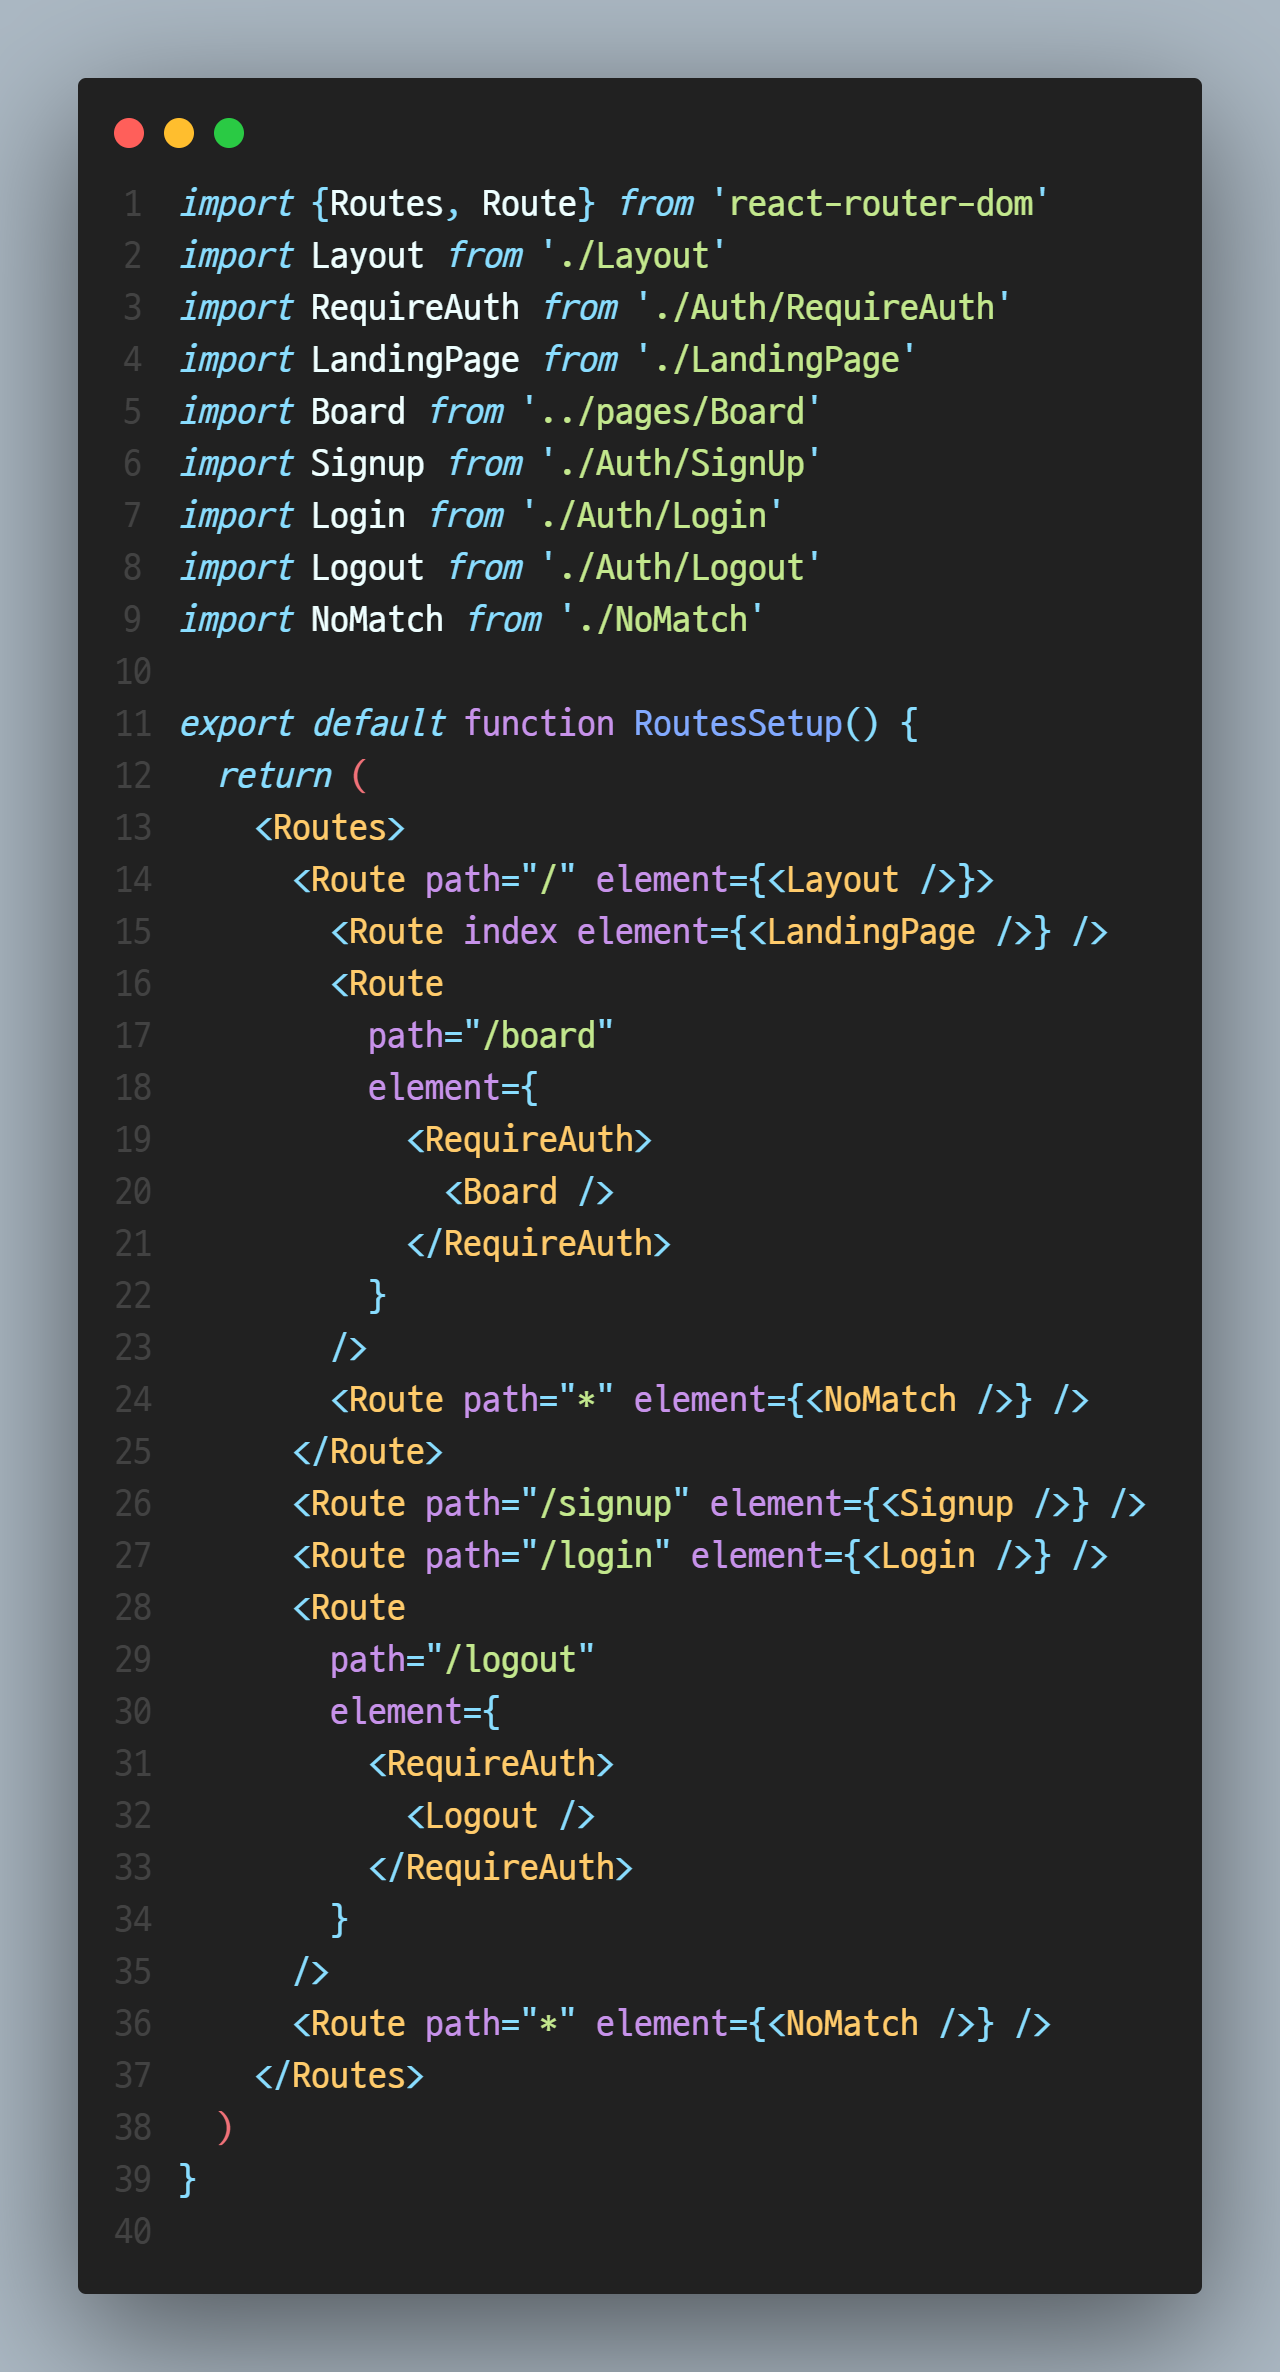 1 import {Routes, Route} from 'react-router-dom'
2 import Layout from './Layout'
3 import RequireAuth from './Auth/RequireAuth'
4 import LandingPage from './LandingPage'
5 import Board from '../pages/Board'
6 import Signup from './Auth/SignUp'
7 import Login from './Auth/Login'
8 import Logout from './Auth/Logout'
9 import NoMatch from './NoMatch'
10
11 export default function RoutesSetup() {
12   return (
13     <Routes>
14       <Route path="/" element={<Layout />}>
15         <Route index element={<LandingPage />} />
16         <Route
17           path="/board"
18           element={
19             <RequireAuth>
20               <Board />
21             </RequireAuth>
22           }
23         />
24         <Route path="*" element={<NoMatch />} />
25       </Route>
26       <Route path="/signup" element={<Signup />} />
27       <Route path="/login" element={<Login />} />
28       <Route
29         path="/logout"
30         element={
31           <RequireAuth>
32             <Logout />
33           </RequireAuth>
34         }
35       />
36       <Route path="*" element={<NoMatch />} />
37     </Routes>
38   )
39 }
40